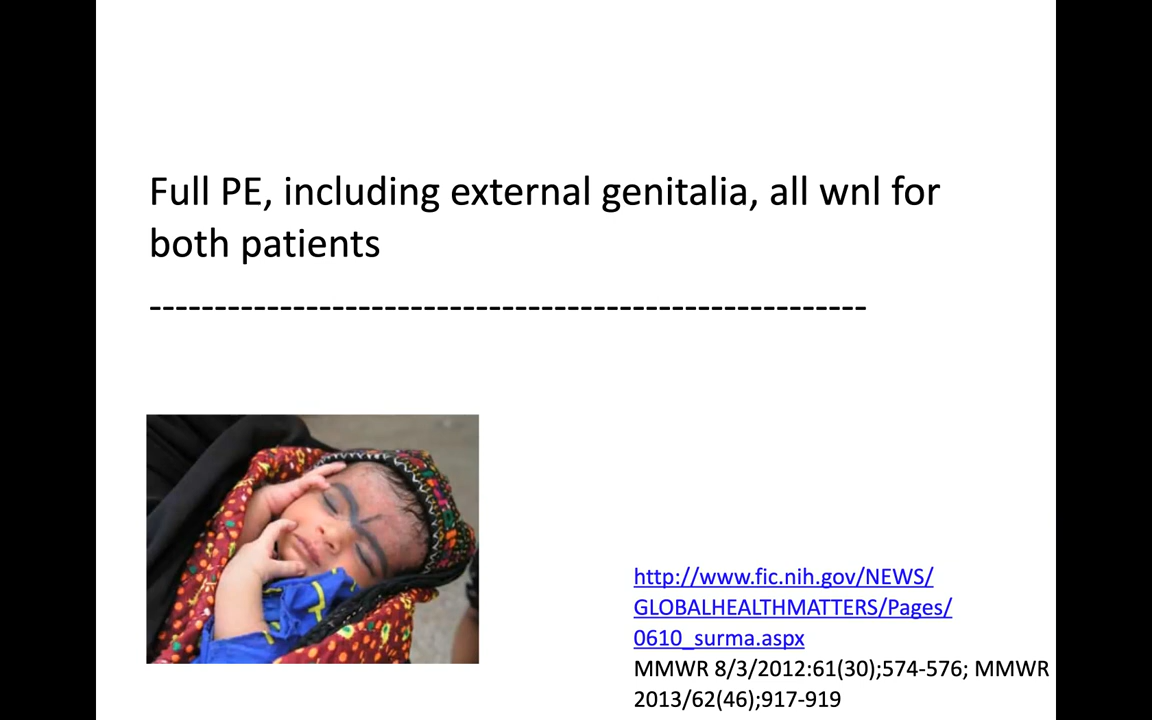 Full PE, including external genitalia, all wnl for
both patients
-------------------------------------------------------
http://www.fic.nih.gov/NEWS/
GLOBALHEALTHMATTERS/Pages/
0610_surma.aspx
MMWR 8/3/2012:61(30);574-576; MMWR
2013/62(46);917-919